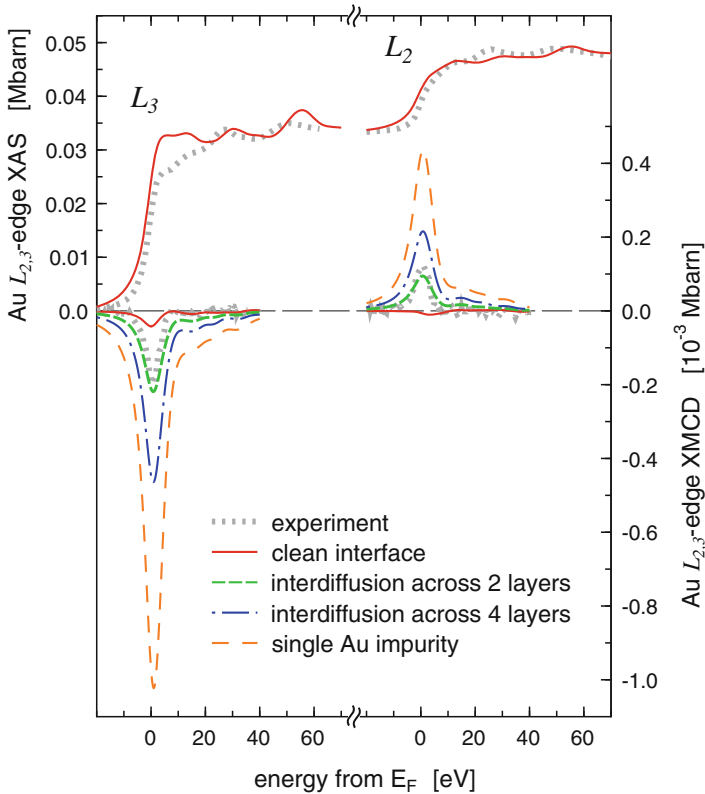 Au L2,3-edge XAS [Mbarn]
0.05
0.04
0.03
0.02
0.01
0.0
L3
L2
0.4
0.2
0.0
-0.2
-0.4
-0.6
-0.8
-1.0
Au L2,3-edge XMCD [10-3 Mbarn]
experiment
clean interface
interdiffusion across 2 layers
interdiffusion across 4 layers
single Au impurity
0 20 40 60 0 20 40 60
energy from EF [eV]